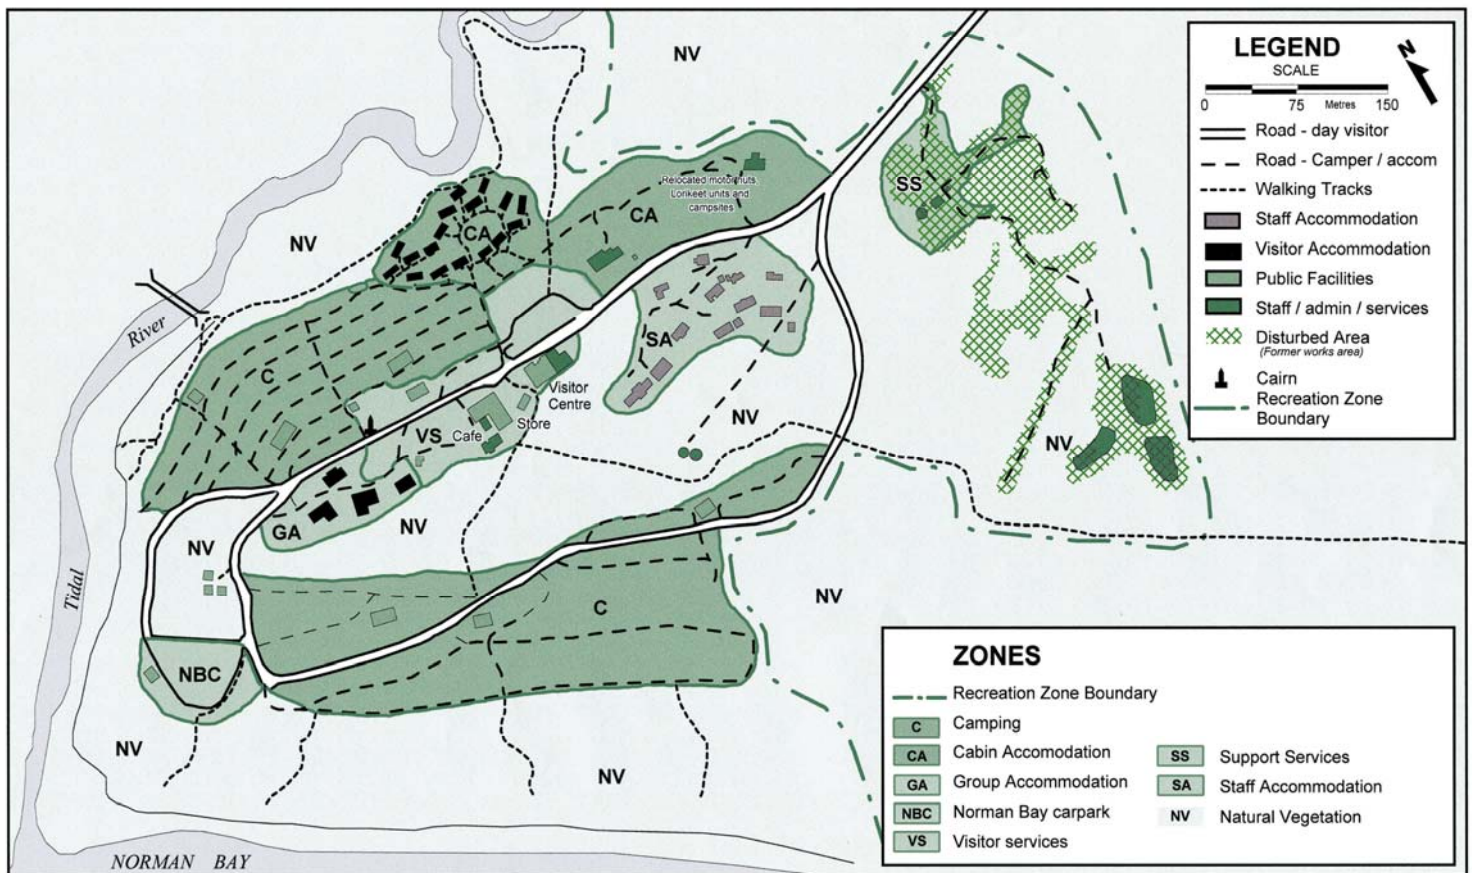 NV
NV
NV
NV
NV
NV
NV
NV
NV
CA
CA
Relocated motor huts,
Lorikeet units and
campsites
SS
SA
C
C
VS
Visitor
Centre
Store
Cafe
GA
NBC
River
Tidal
NORMAN BAY
LEGEND
SCALE
N
0 75 Metres 150
Road - day visitor
Road - Camper / accom
Walking Tracks
Staff Accommodation
Visitor Accommodation
Public Facilities
Staff / admin / services
Disturbed Area
(Former works area)
Cairn
Recreation Zone
Boundary
ZONES
Recreation Zone Boundary
C Camping
CA Cabin Accomodation
GA Group Accommodation
NBC Norman Bay carpark
VS Visitor services
SS Support Services
SA Staff Accommodation
NV Natural Vegetation